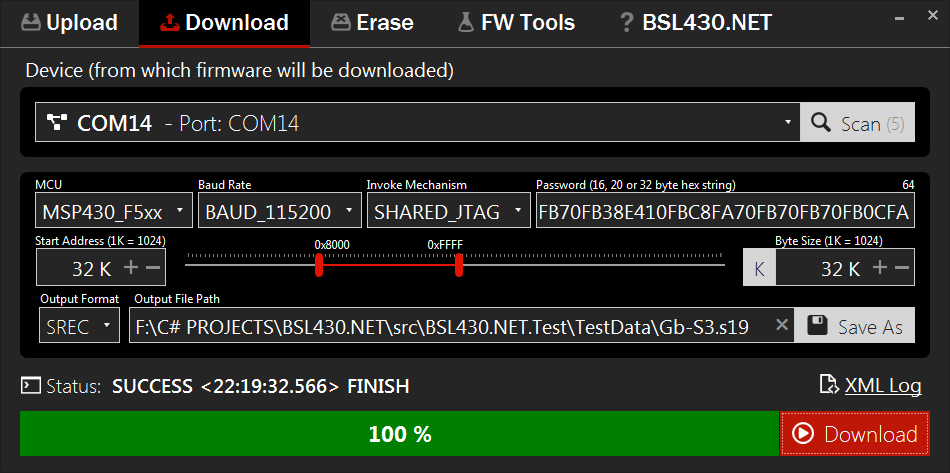 Upload Download Erase FW Tools ? BSL430.NET
Device (from which firmware will be downloaded)
COM14 - Port: COM14 Scan (5)
MCU Baud Rate Invoke Mechanism Password (16, 20 or 32 byte hex string) 64
MSP430_F5xx BAUD_115200 SHARED_JTAG FB70FB38E410FBC8FA70FB70FB70FB0CFA
Start Address (1K = 1024) 0x8000 0xFFFF Byte Size (1K = 1024)
32 K + − K 32 K + −
Output Format Output File Path
SREC F:\C# PROJECTS\BSL430.NET\src\BSL430.NET.Test\TestData\Gb-S3.s19 Save As
Status: SUCCESS <22:19:32.566> FINISH XML Log
100 % Download